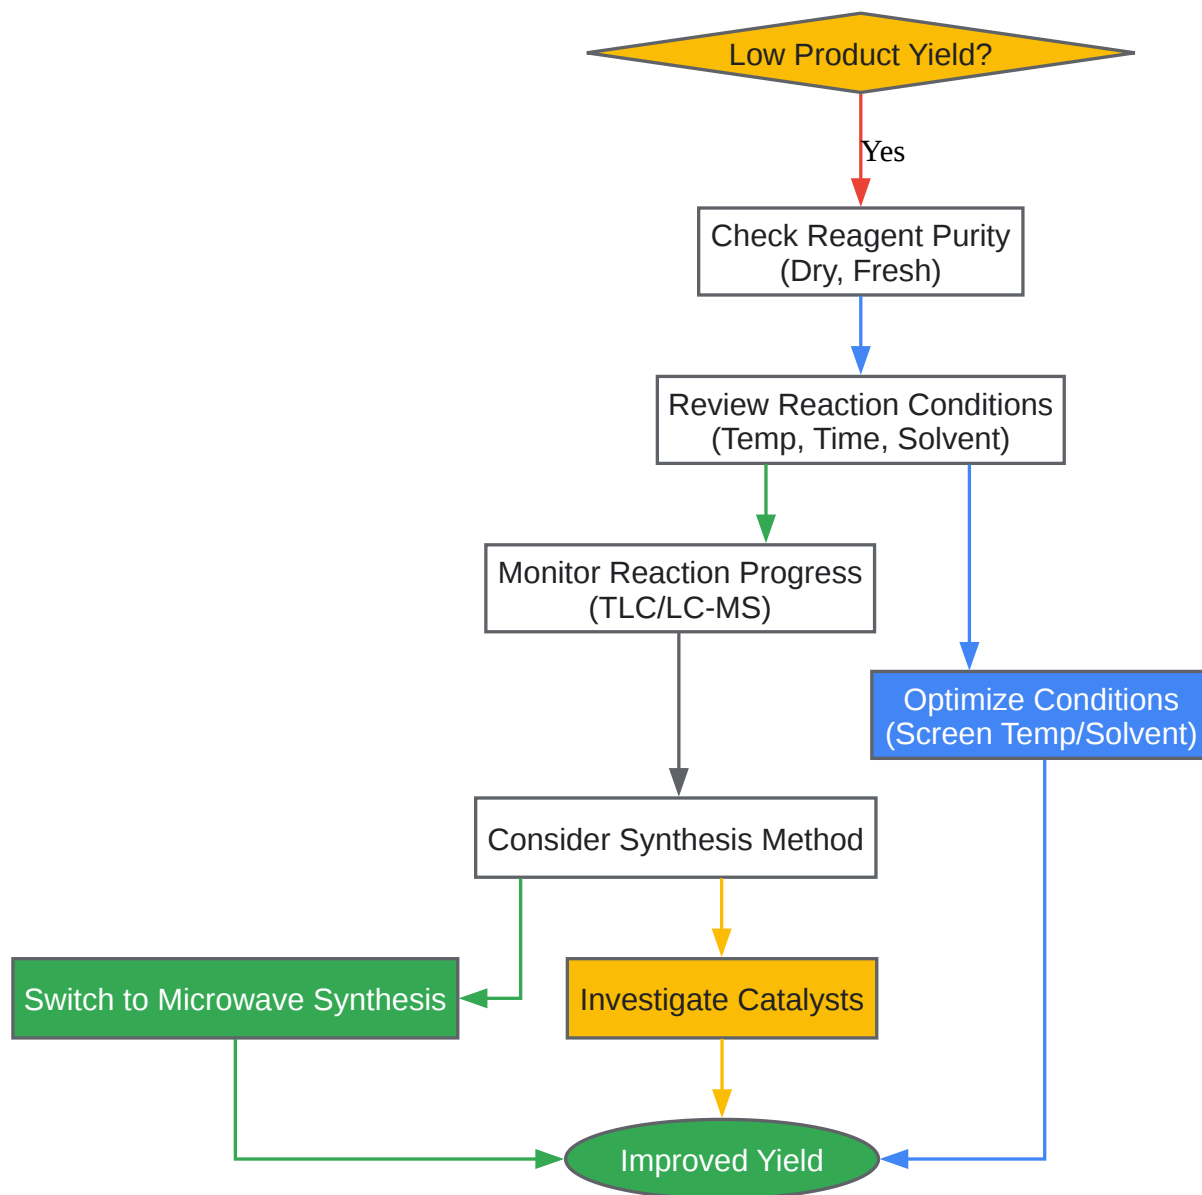 Low Product Yield?
Yes
Check Reagent Purity
(Dry, Fresh)
Review Reaction Conditions
(Temp, Time, Solvent)
Monitor Reaction Progress
(TLC/LC-MS)
Optimize Conditions
(Screen Temp/Solvent)
Consider Synthesis Method
Switch to Microwave Synthesis
Investigate Catalysts
Improved Yield